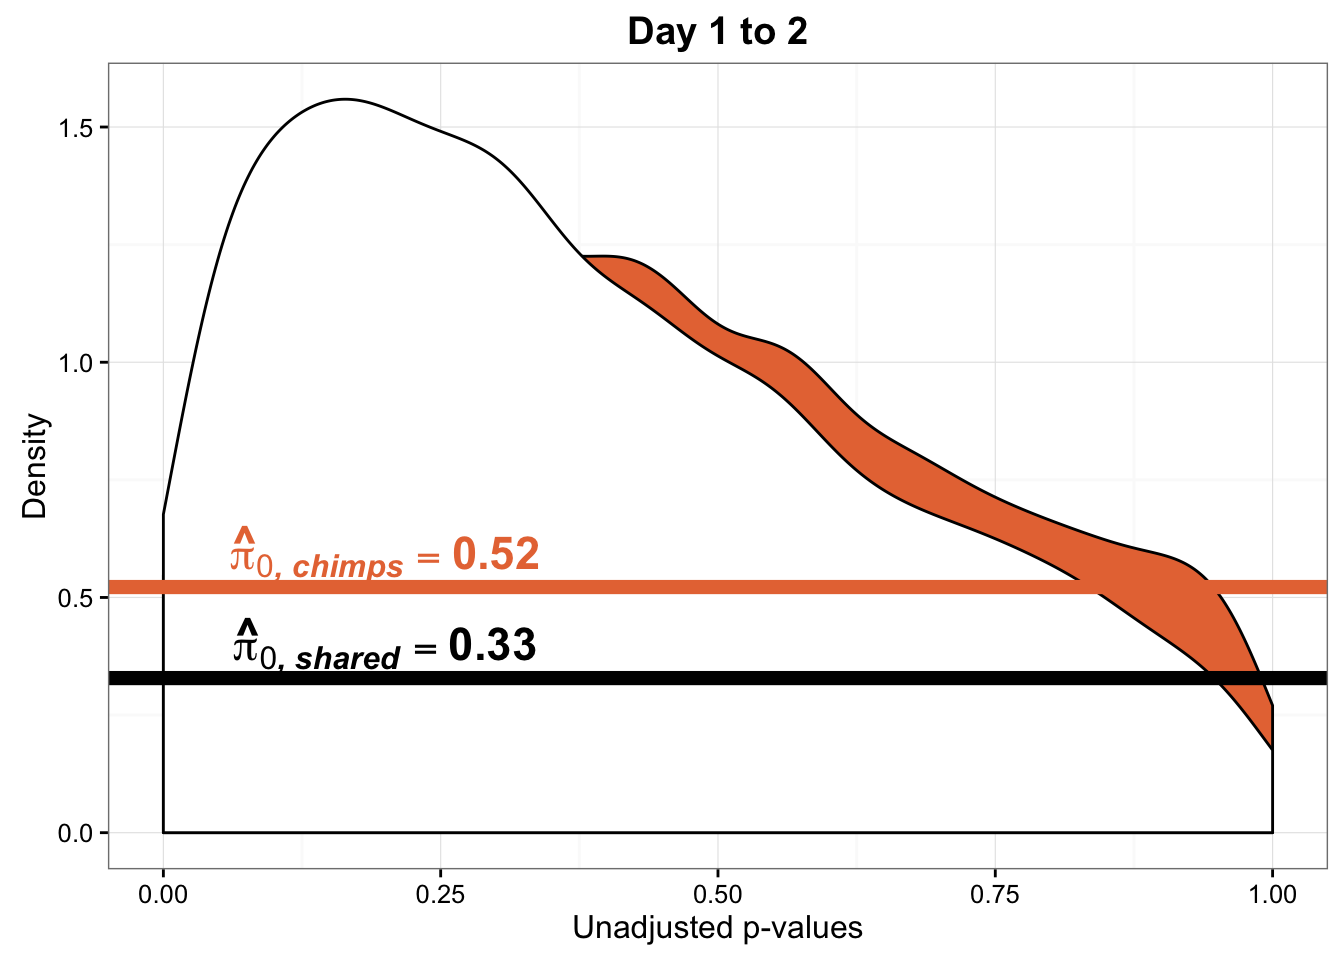 Day 1 to 2
1.5
1.0
0.5
0.0
Density
π̂0, chimps = 0.52
π̂0, shared = 0.33
0.00 0.25 0.50 0.75 1.00
Unadjusted p-values